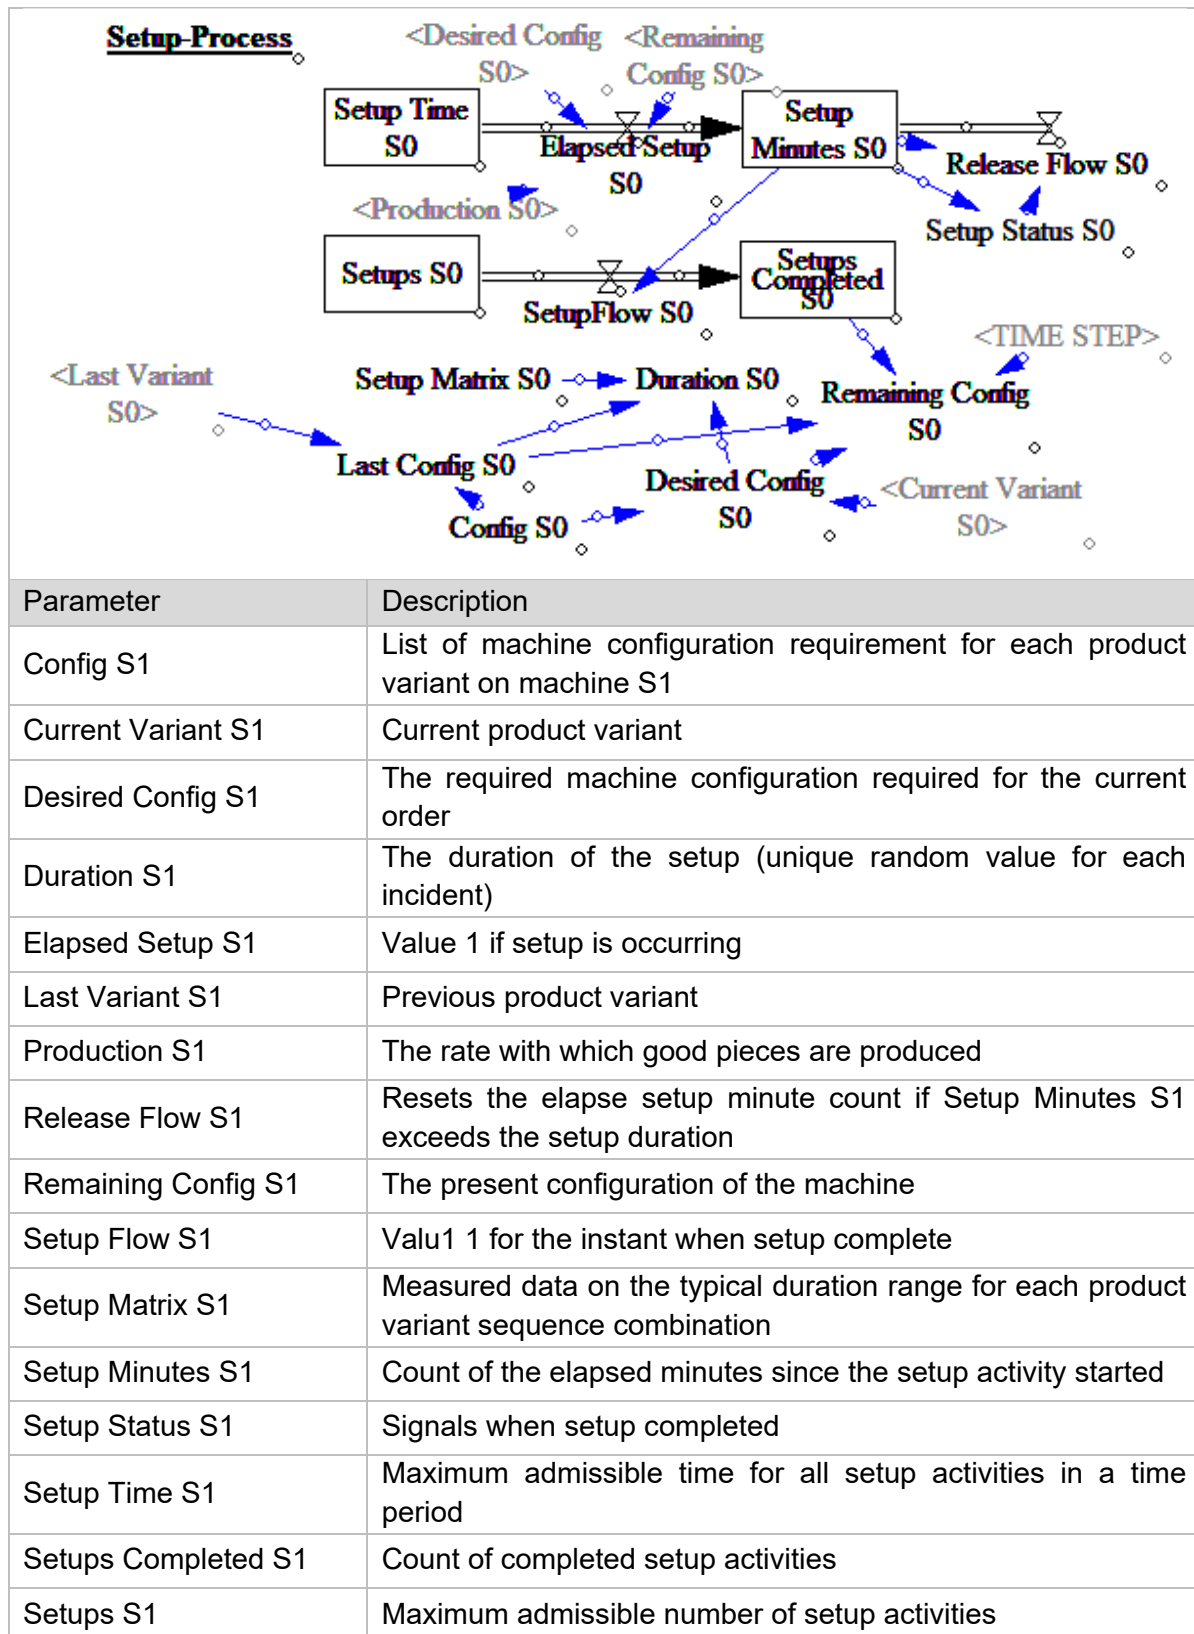 Setup-Process
<Desired Config
S0>
<Remaining
Config S0>
Setup Time
S0
Elapsed Setup
S0
Setup
Minutes S0
Release Flow S0
<Production S0>
Setup Status S0
Setups S0
SetupFlow S0
Setups
Completed
S0
<TIME STEP>
<Last Variant
S0>
Setup Matrix S0
Duration S0
Remaining Config
S0
Last Config S0
Desired Config
S0
<Current Variant
S0>
Config S0
Parameter Description
Config S1 List of machine configuration requirement for each product
variant on machine S1
Current Variant S1 Current product variant
Desired Config S1 The required machine configuration required for the current
order
Duration S1 The duration of the setup (unique random value for each
incident)
Elapsed Setup S1 Value 1 if setup is occurring
Last Variant S1 Previous product variant
Production S1 The rate with which good pieces are produced
Release Flow S1 Resets the elapse setup minute count if Setup Minutes S1
exceeds the setup duration
Remaining Config S1 The present configuration of the machine
Setup Flow S1 Valu1 1 for the instant when setup complete
Setup Matrix S1 Measured data on the typical duration range for each product
variant sequence combination
Setup Minutes S1 Count of the elapsed minutes since the setup activity started
Setup Status S1 Signals when setup completed
Setup Time S1 Maximum admissible time for all setup activities in a time
period
Setups Completed S1 Count of completed setup activities
Setups S1 Maximum admissible number of setup activities